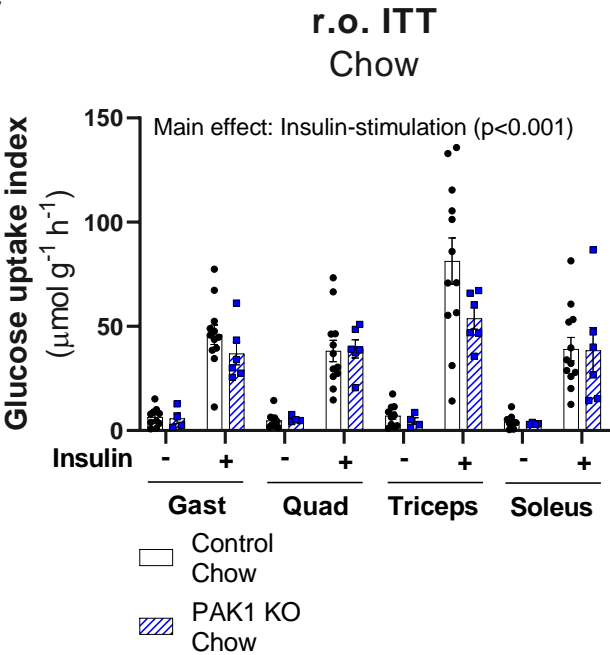 r.o. ITT
Chow
Main effect: Insulin-stimulation (p<0.001)
Glucose uptake index
(μmol g⁻¹ h⁻¹)
150
100
50
0
Insulin - + - + - + - +
Gast Quad Triceps Soleus
Control
Chow
PAK1 KO
Chow